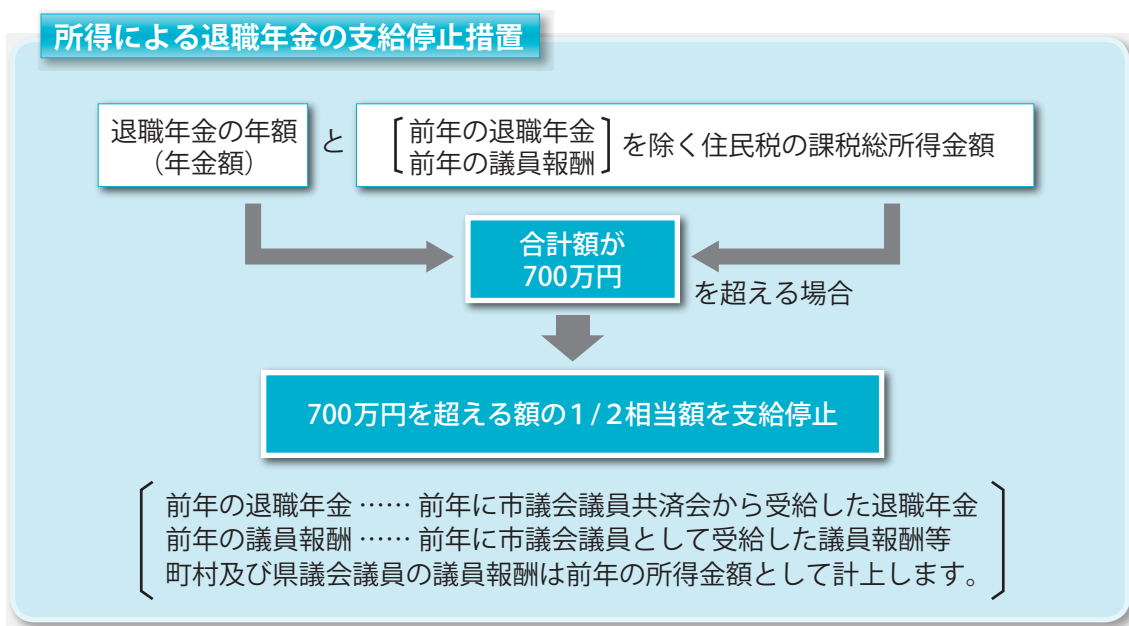 所得による退職年金の支給停止措置
退職年金の年額
（年金額）
と
前年の退職年金
前年の議員報酬
を除く住民税の課税総所得金額
合計額が
700万円
を超える場合
700万円を超える額の1/2相当額を支給停止
前年の退職年金……前年に市議会議員共済会から受給した退職年金
前年の議員報酬……前年に市議会議員として受給した議員報酬等
町村及び県議会議員の議員報酬は前年の所得金額として計上します。